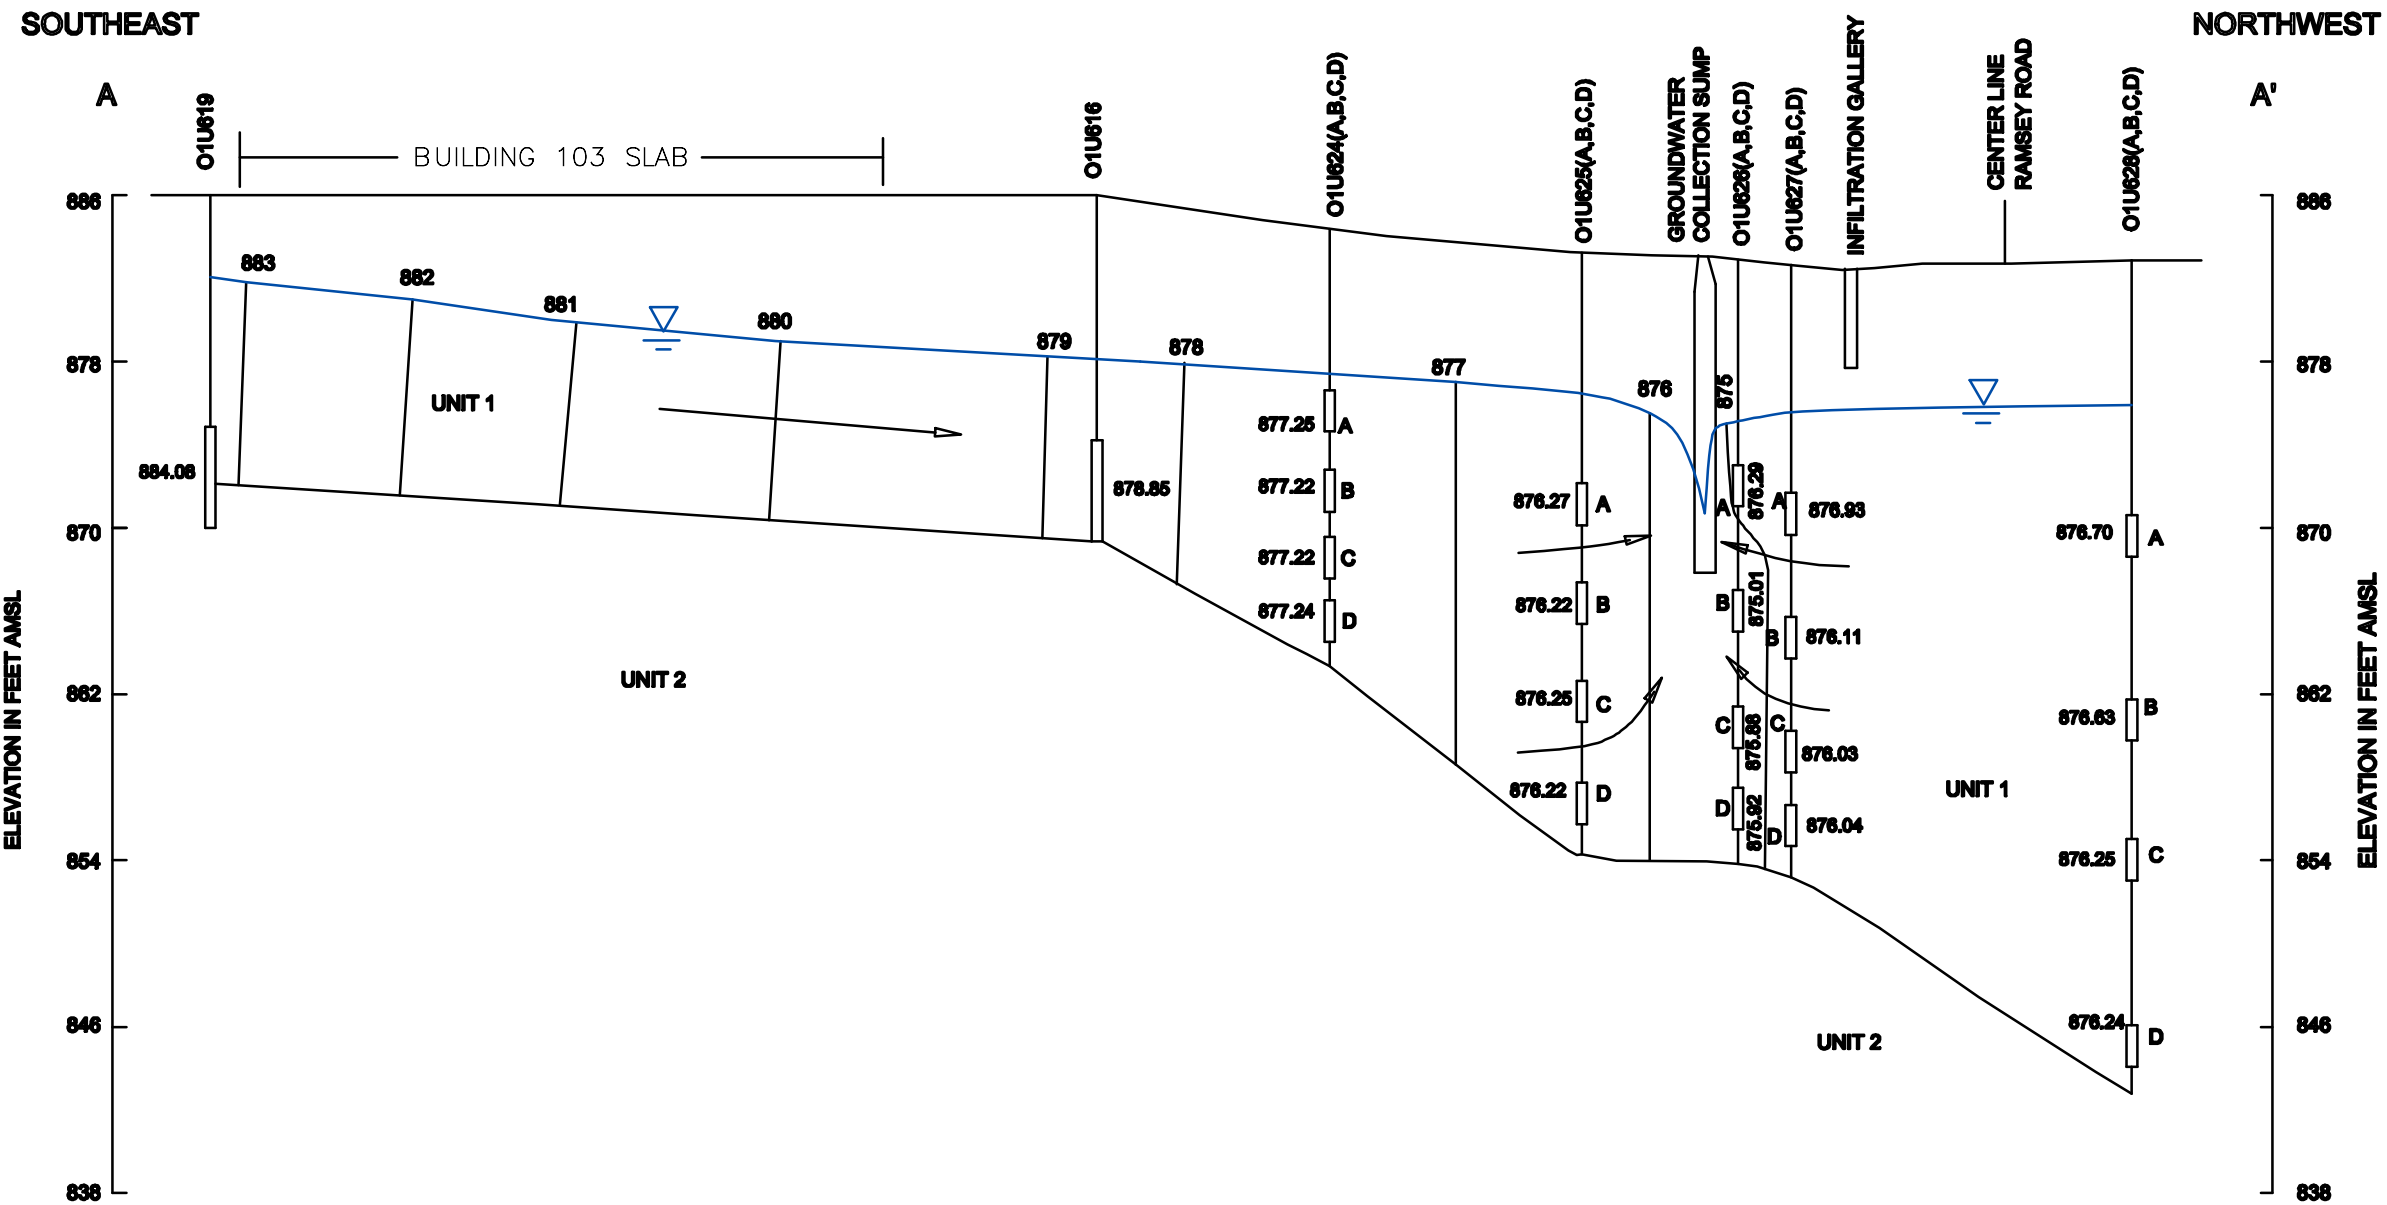 SOUTHEAST
NORTHWEST
A
A'
O1U619
BUILDING 103 SLAB
O1U616
O1U624(A,B,C,D)
O1U625(A,B,C,D)
GROUNDWATER
COLLECTION SUMP
O1U626(A,B,C,D)
O1U627(A,B,C,D)
INFILTRATION GALLERY
CENTER LINE
RAMSEY ROAD
O1U628(A,B,C,D)
886
878
870
862
854
846
838
ELEVATION IN FEET AMSL
883
882
881
880
879
878
877
876
875
UNIT 1
UNIT 2
884.08
878.85
877.25 A
877.22 B
877.22 C
877.24 D
876.27 A
876.22 B
876.25 C
876.22 D
A 876.29
B 875.01
C 875.88
D 875.92
A 876.93
B 876.11
C 876.03
D 876.04
876.70 A
876.63 B
876.25 C
876.24 D
UNIT 1
UNIT 2
886
878
870
862
854
846
838
ELEVATION IN FEET AMSL